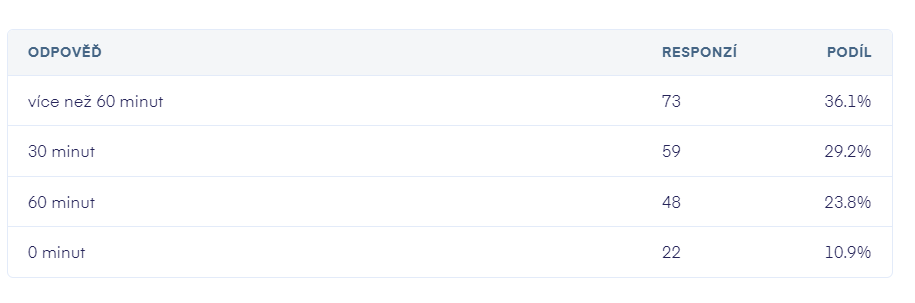 ODPOVĚĎ RESPONZÍ PODÍL
více než 60 minut 73 36.1%
30 minut 59 29.2%
60 minut 48 23.8%
0 minut 22 10.9%